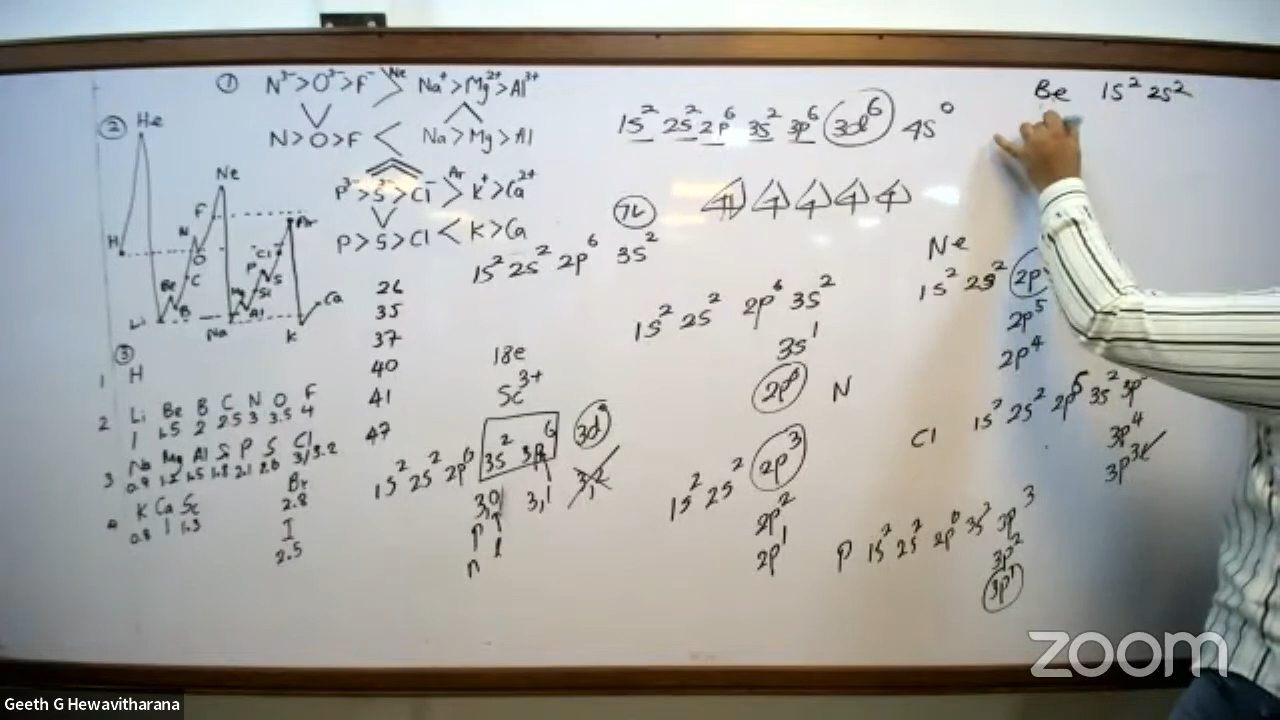 ① N³⁻ > O²⁻ > F⁻ > Ne Na⁺ > Mg²⁺ > Al³⁺
N > O > F < Na > Mg > Al
P³⁻ > S²⁻ > Cl⁻ > Ar K⁺ > Ca²⁺
P > S > Cl < K > Ca
② He
Ne
F
Ar
H
N
O
Cl
P
S
Be
C
B
Mg
Si
Al
Ca
Li
Na
K
③
1 H
2 Li Be B C N O F
1 1.5 2 2.5 3 3.5 4
3 Na Mg Al Si P S Cl
0.9 1.2 1.5 1.8 2.1 2.6 3/3.2
K Ca Sc Br
0.8 1 1.3 2.8
I
2.5
26
35
37
40
41
47
1s² 2s² 2p⁶ 3s² 3p⁶ 3d⁶ 4s⁰
1s² 2s² 2p⁶ 3s²
18e
Sc³⁺
1s² 2s² 2p⁶ 3s² 3p⁶ 3d⁰
3,0 3,1 3,2
n l
1s² 2s² 2p⁶ 3s²
3s¹
2p⁶ N
1s² 2s² 2p³
2p²
2p¹
Be 1s² 2s²
Ne
1s² 2s² 2p
2p⁵
2p⁴
Cl 1s² 2s² 2p⁶ 3s² 3p⁵
3p⁴
3p³
P 1s² 2s² 2p⁶ 3s² 3p³
3p²
3p¹
zoom
Geeth G Hewavitharana